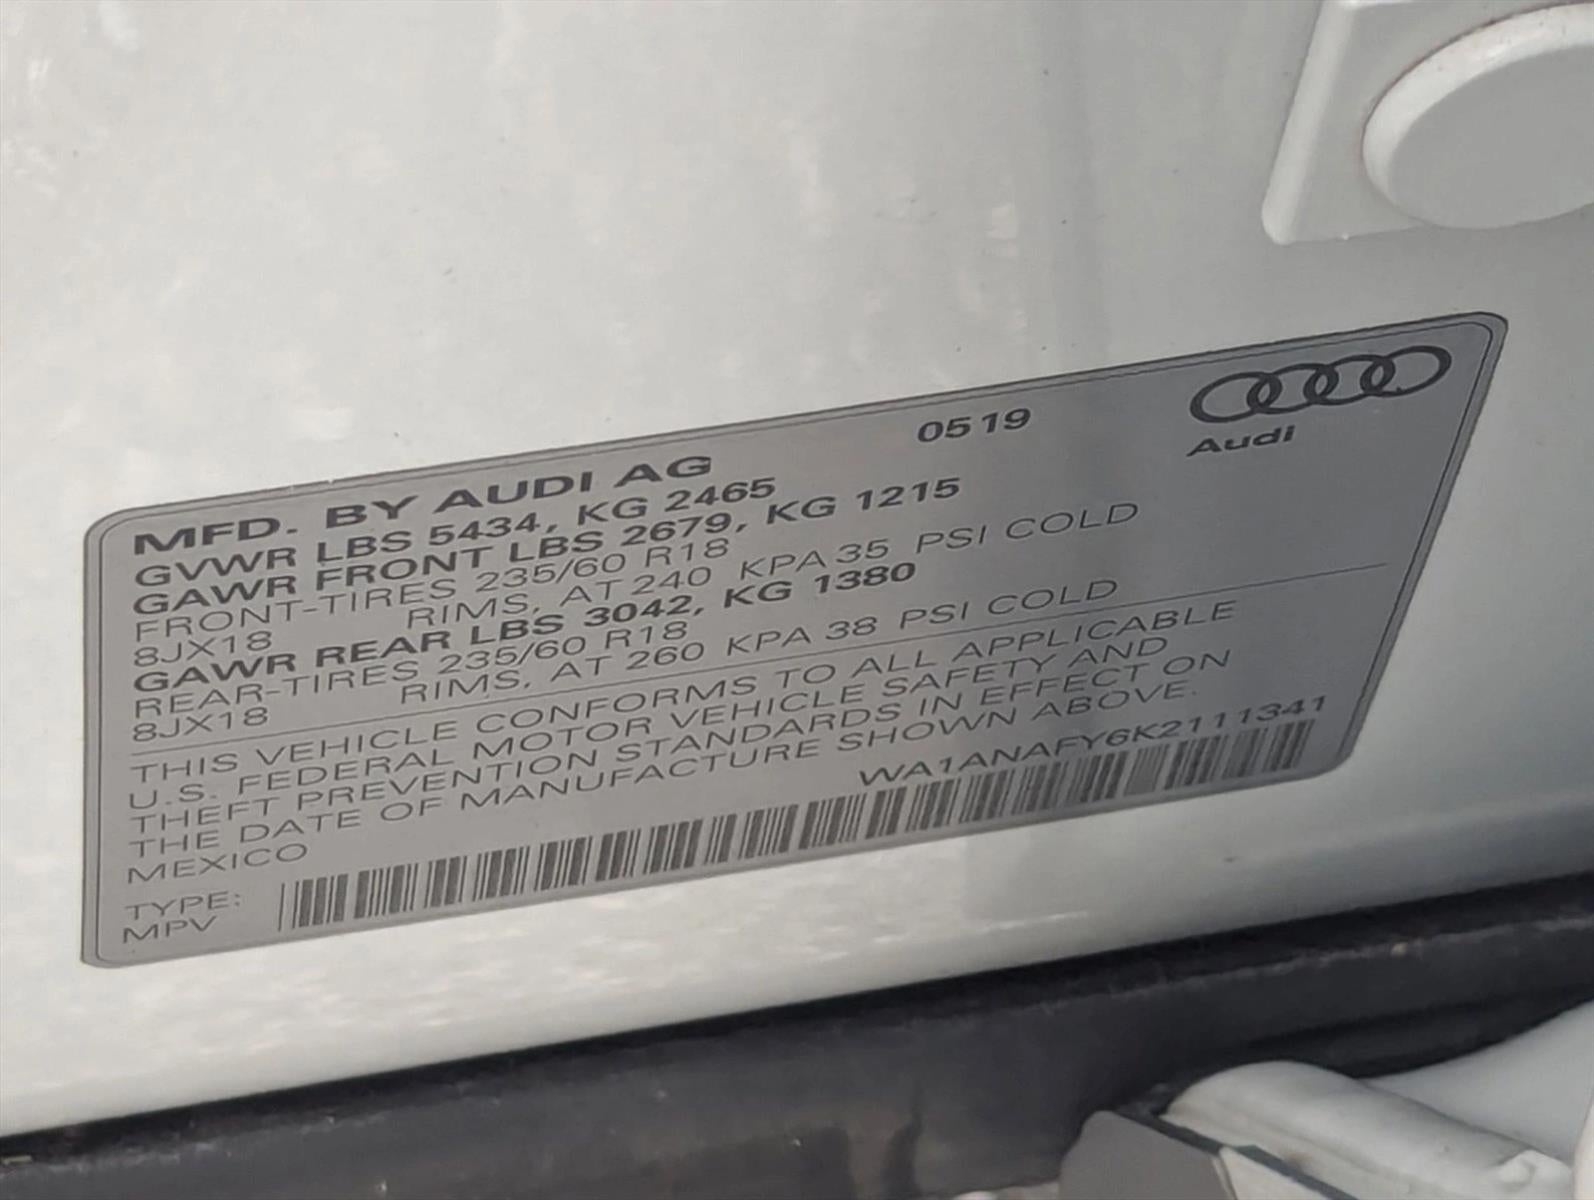 0519
Audi
MFD. BY AUDI AG
GVWR LBS 5434, KG 2465
GAWR FRONT LBS 2679, KG 1215
FRONT-TIRES 235/60 R18
8JX18 RIMS, AT 240 KPA 35 PSI COLD
GAWR REAR LBS 3042, KG 1380
REAR-TIRES 235/60 R18
8JX18 RIMS, AT 260 KPA 38 PSI COLD
THIS VEHICLE CONFORMS TO ALL APPLICABLE
U.S. FEDERAL MOTOR VEHICLE SAFETY AND
THEFT PREVENTION STANDARDS IN EFFECT ON
THE DATE OF MANUFACTURE SHOWN ABOVE.
MEXICO WA1ANAFY6K2111341
TYPE:
MPV